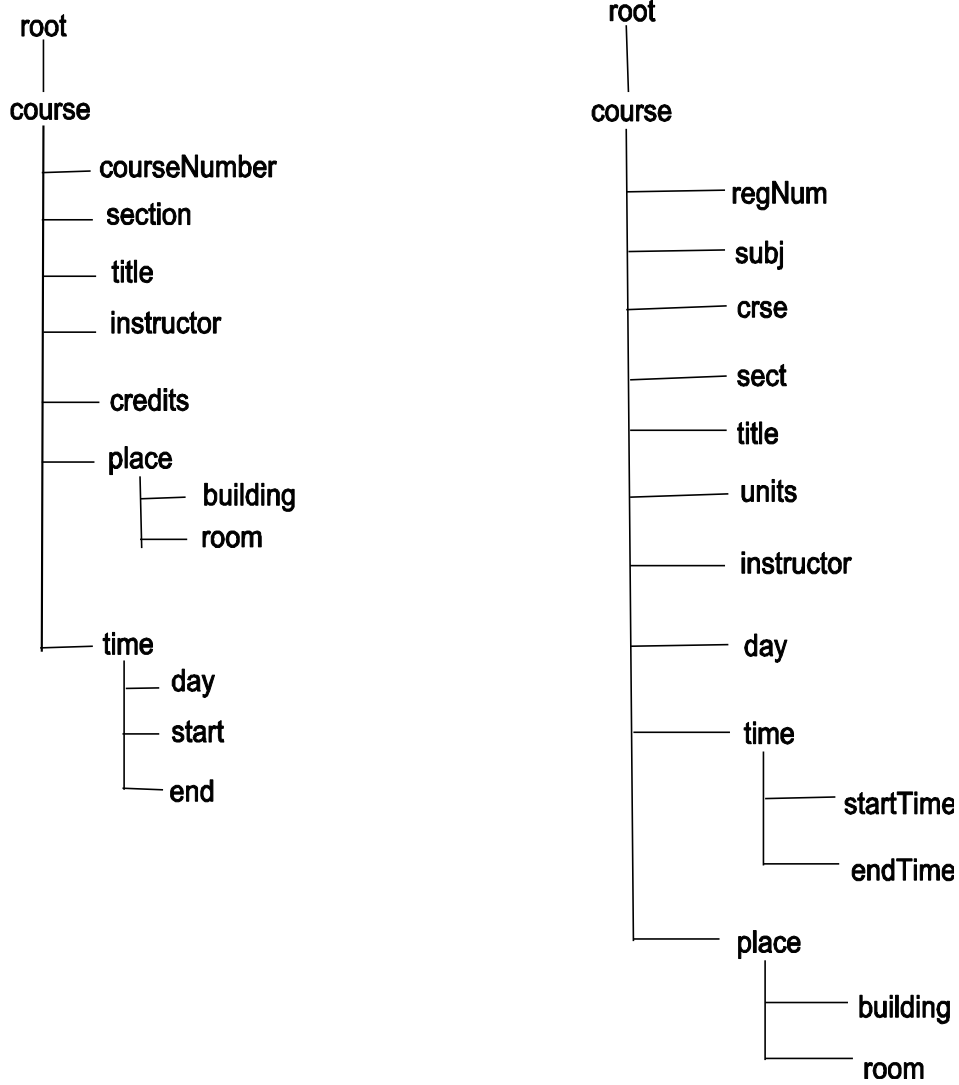 root
course
courseNumber
section
title
instructor
credits
place
building
room
time
day
start
end
root
course
regNum
subj
crse
sect
title
units
instructor
day
time
startTime
endTime
place
building
room